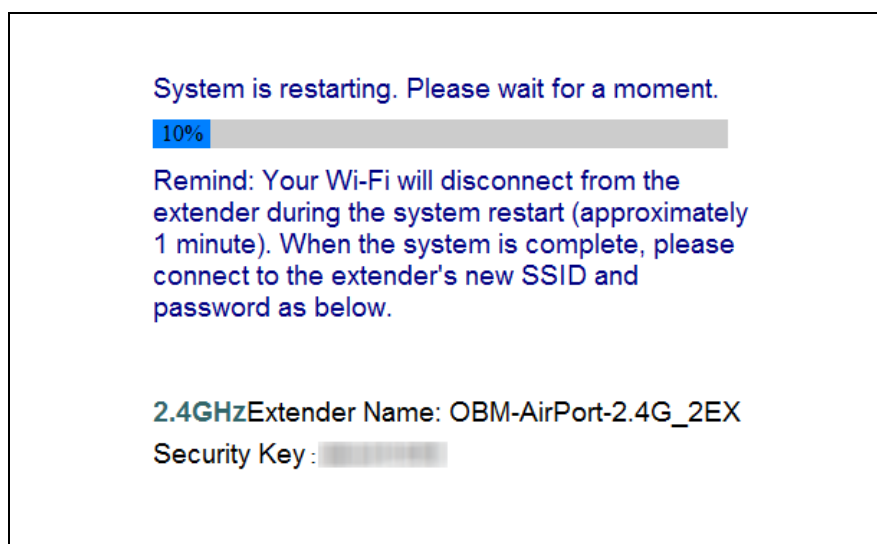 System is restarting. Please wait for a moment.
10%
Remind: Your Wi-Fi will disconnect from the
extender during the system restart (approximately
1 minute). When the system is complete, please
connect to the extender's new SSID and
password as below.
2.4GHzExtender Name: OBM-AirPort-2.4G_2EX
Security Key :